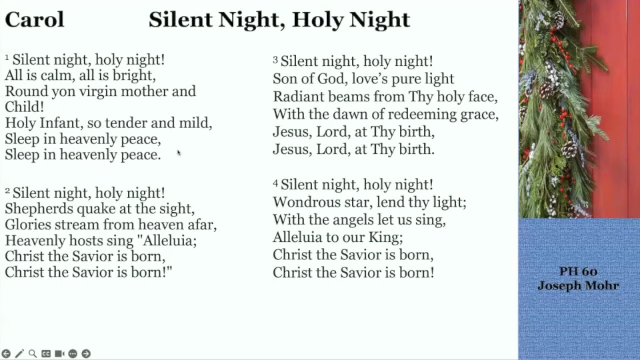 Carol Silent Night, Holy Night
1 Silent night, holy night!
All is calm, all is bright,
Round yon virgin mother and
Child!
Holy Infant, so tender and mild,
Sleep in heavenly peace,
Sleep in heavenly peace.
2 Silent night, holy night!
Shepherds quake at the sight,
Glories stream from heaven afar,
Heavenly hosts sing "Alleluia;
Christ the Savior is born,
Christ the Savior is born!"
3 Silent night, holy night!
Son of God, love’s pure light
Radiant beams from Thy holy face,
With the dawn of redeeming grace,
Jesus, Lord, at Thy birth,
Jesus, Lord, at Thy birth.
4 Silent night, holy night!
Wondrous star, lend thy light;
With the angels let us sing,
Alleluia to our King;
Christ the Savior is born,
Christ the Savior is born!
PH 60
Joseph Mohr